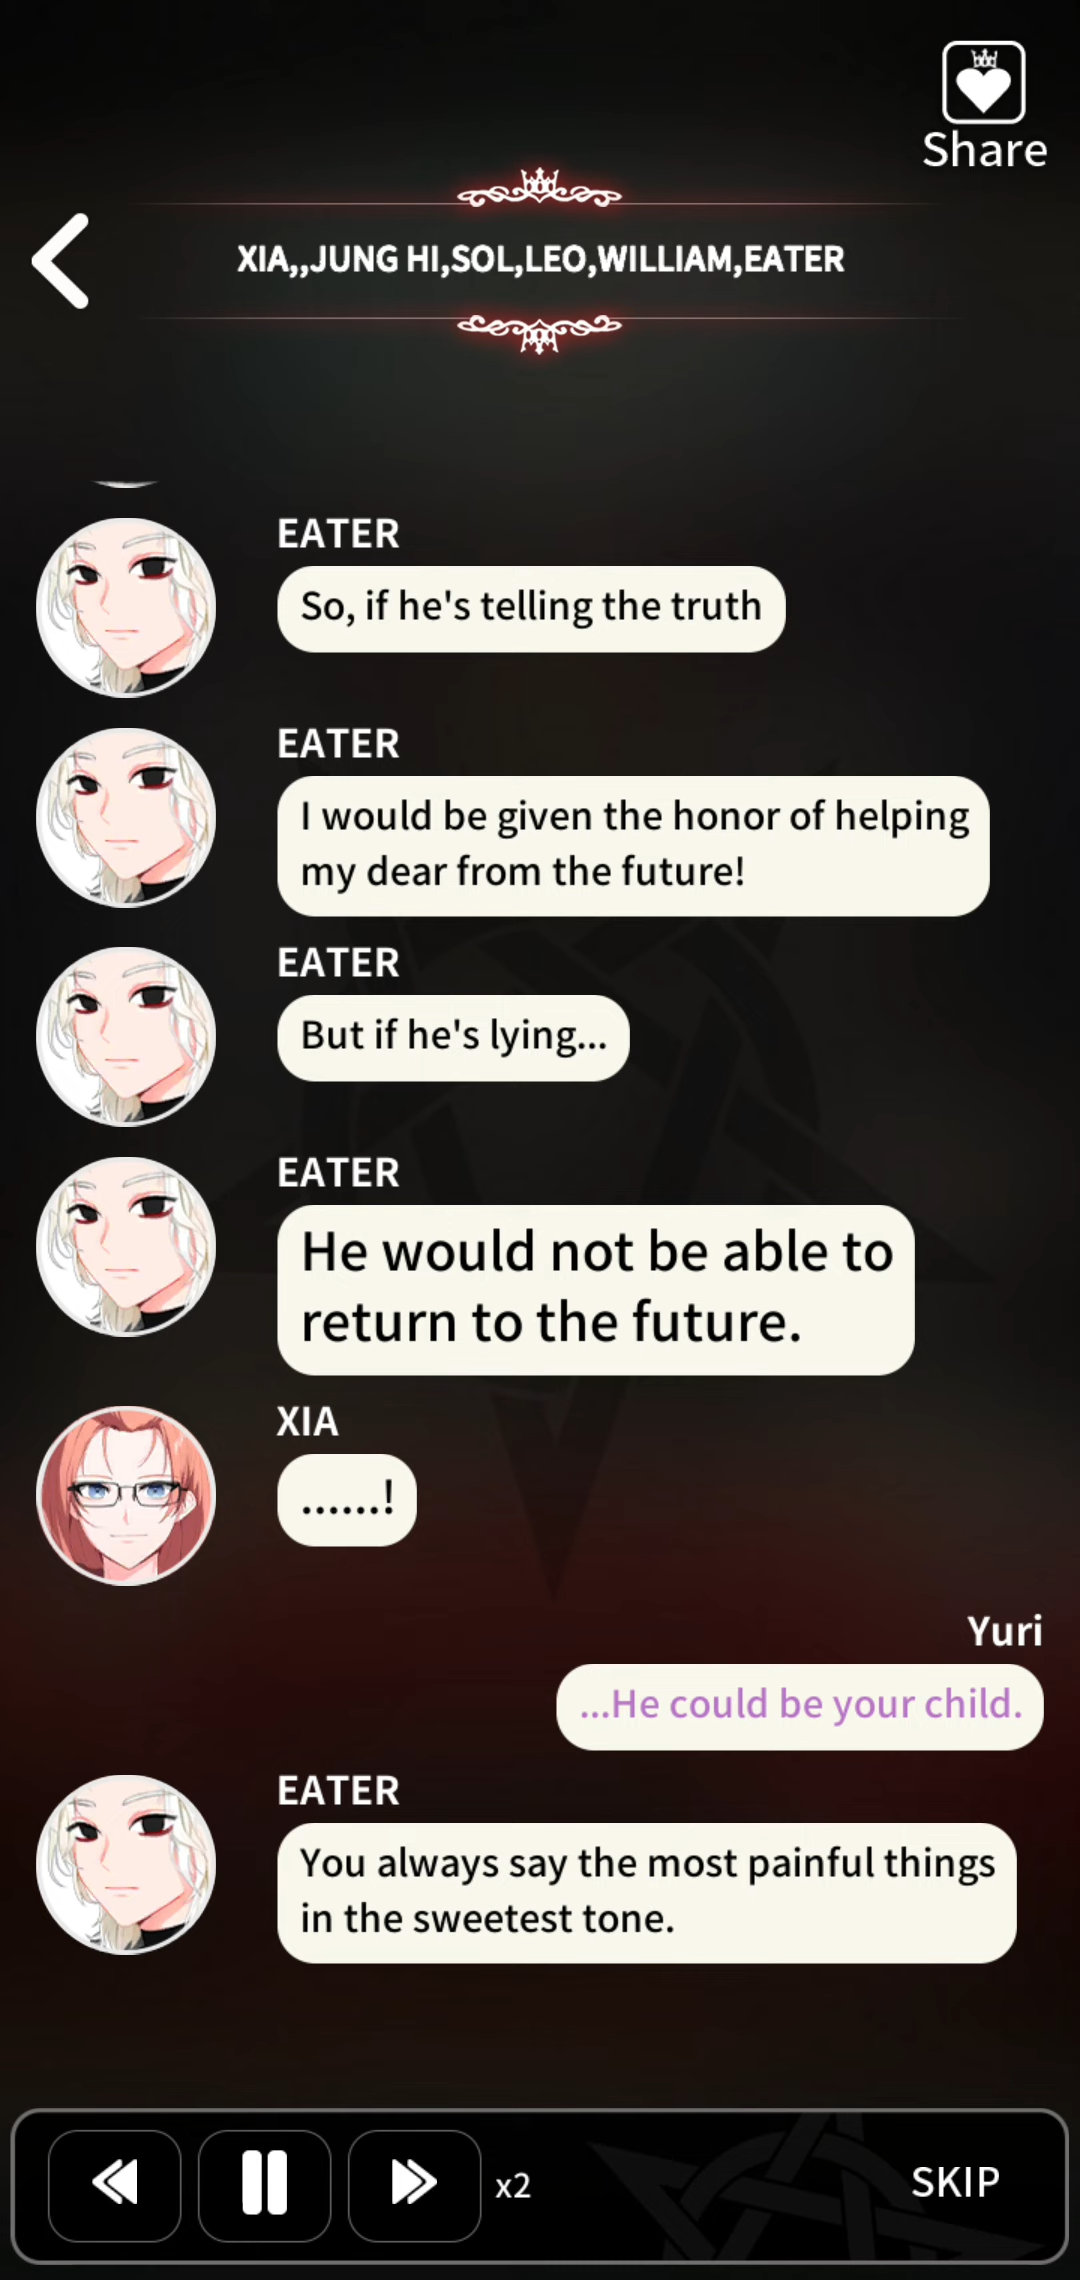 Share
XIA,,JUNG HI,SOL,LEO,WILLIAM,EATER
EATER
So, if he's telling the truth
EATER
I would be given the honor of helping
my dear from the future!
EATER
But if he's lying...
EATER
He would not be able to
return to the future.
XIA
......!
Yuri
...He could be your child.
EATER
You always say the most painful things
in the sweetest tone.
x2
SKIP